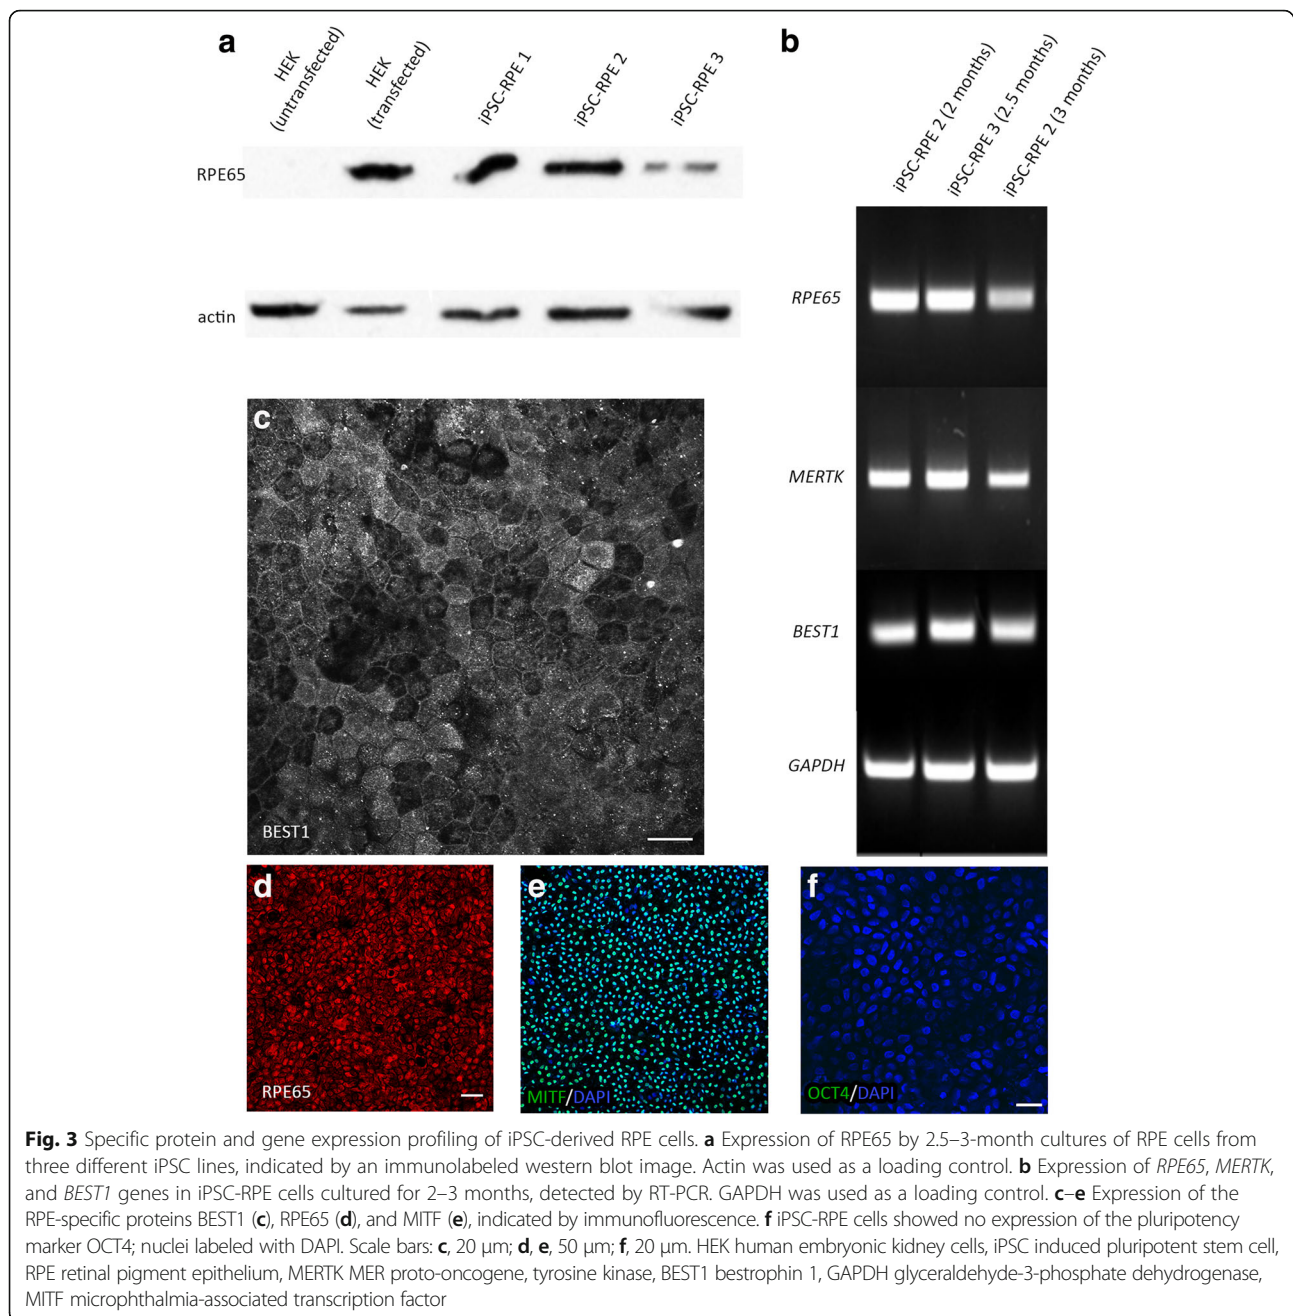 a
b
HEK
(untransfected)
HEK
(transfected)
iPSC-RPE 1
iPSC-RPE 2
iPSC-RPE 3
iPSC-RPE 2 (2 months)
iPSC-RPE 3 (2.5 months)
iPSC-RPE 2 (3 months)
RPE65
actin
RPE65
MERTK
BEST1
GAPDH
c
BEST1
d
RPE65
e
MITF/DAPI
f
OCT4/DAPI
Fig. 3 Specific protein and gene expression profiling of iPSC-derived RPE cells. a Expression of RPE65 by 2.5–3-month cultures of RPE cells from
three different iPSC lines, indicated by an immunolabeled western blot image. Actin was used as a loading control. b Expression of RPE65, MERTK,
and BEST1 genes in iPSC-RPE cells cultured for 2–3 months, detected by RT-PCR. GAPDH was used as a loading control. c–e Expression of the
RPE-specific proteins BEST1 (c), RPE65 (d), and MITF (e), indicated by immunofluorescence. f iPSC-RPE cells showed no expression of the pluripotency
marker OCT4; nuclei labeled with DAPI. Scale bars: c, 20 μm; d, e, 50 μm; f, 20 μm. HEK human embryonic kidney cells, iPSC induced pluripotent stem cell,
RPE retinal pigment epithelium, MERTK MER proto-oncogene, tyrosine kinase, BEST1 bestrophin 1, GAPDH glyceraldehyde-3-phosphate dehydrogenase,
MITF microphthalmia-associated transcription factor